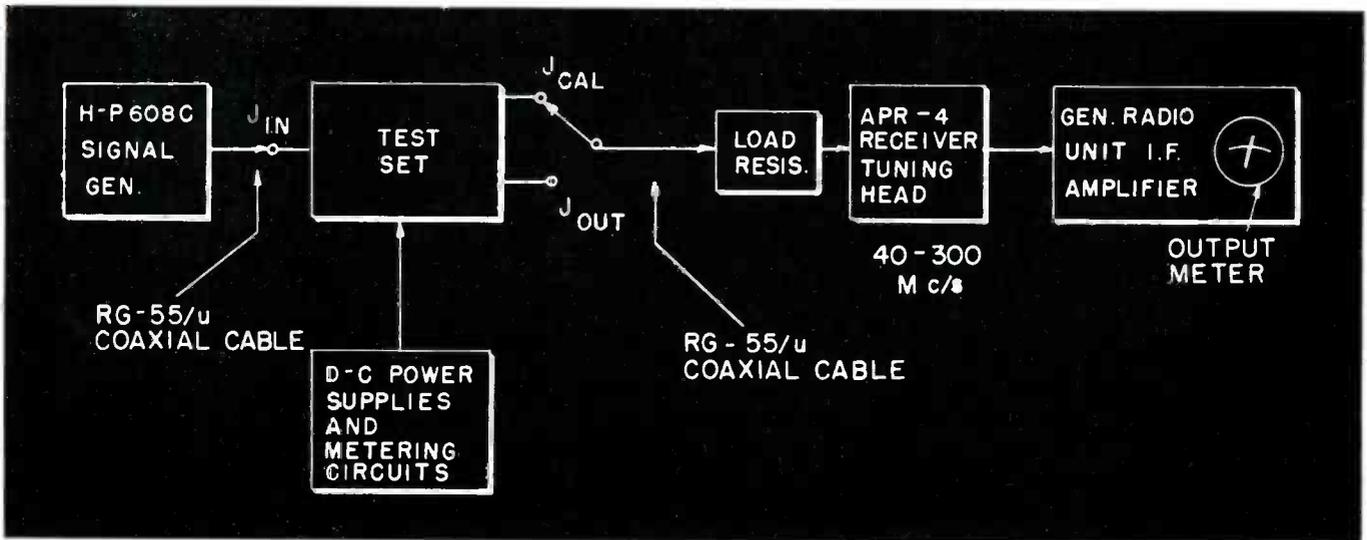 H-P 608C
SIGNAL
GEN.
J IN
TEST
SET
J CAL
J OUT
LOAD
RESIS.
APR-4
RECEIVER
TUNING
HEAD
40-300
M c/s
GEN. RADIO
UNIT I.F.
AMPLIFIER
OUTPUT
METER
RG-55/u
COAXIAL CABLE
RG-55/u
COAXIAL CABLE
D-C POWER
SUPPLIES
AND
METERING
CIRCUITS